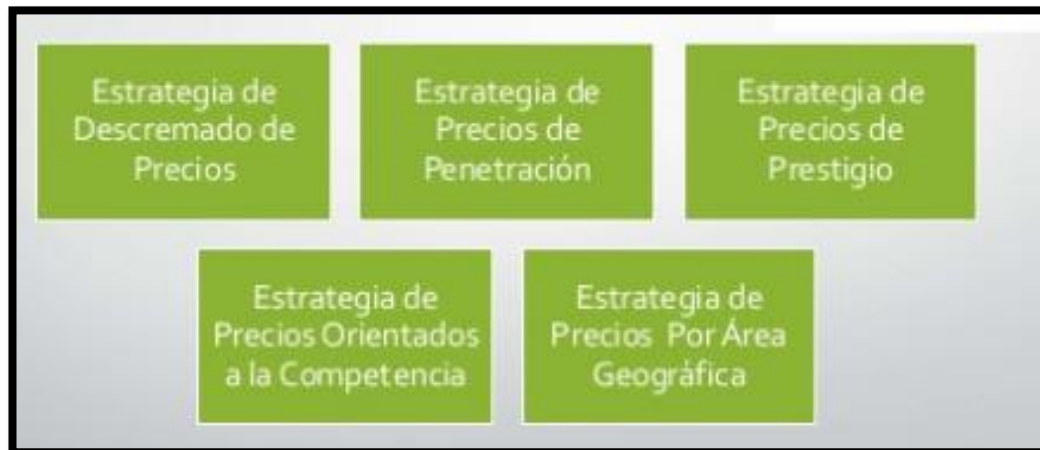 Estrategia de
Descremado de
Precios
Estrategia de
Precios de
Penetración
Estrategia de
Precios de
Prestigio
Estrategia de
Precios Orientados
a la Competencia
Estrategia de
Precios Por Área
Geográfica